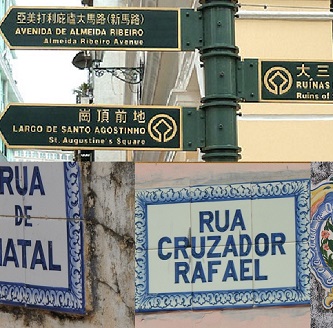 亞美打利庇盧大馬路(新馬路)
AVENIDA DE ALMEIDA RIBEIRO
Almeida Ribeiro Avenue
大三
RUÍNAS
Ruins of
崗頂前地
LARGO DE SANTO AGOSTINHO
St. Augustine's Square
RUA
DE
NATAL
RUA
CRUZADOR
RAFAEL